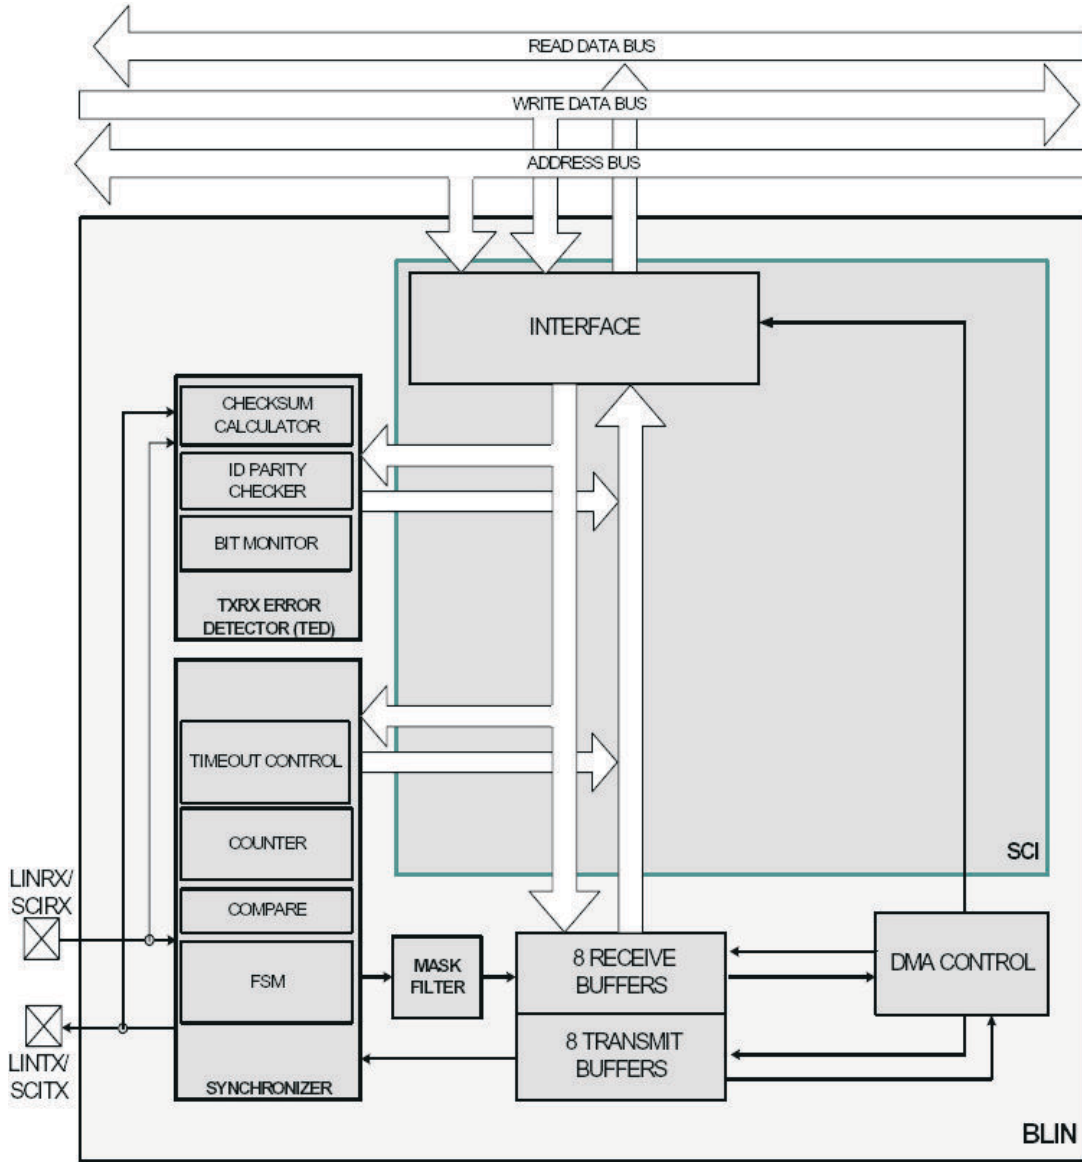 READ DATA BUS
WRITE DATA BUS
ADDRESS BUS
INTERFACE
CHECKSUM
CALCULATOR
ID PARITY
CHECKER
BIT MONITOR
TXRX ERROR
DETECTOR (TED)
TIMEOUT CONTROL
COUNTER
COMPARE
FSM
SYNCHRONIZER
SCI
LINRX/
SCIRX
LINTX/
SCITX
MASK
FILTER
8 RECEIVE
BUFFERS
8 TRANSMIT
BUFFERS
DMA CONTROL
BLIN